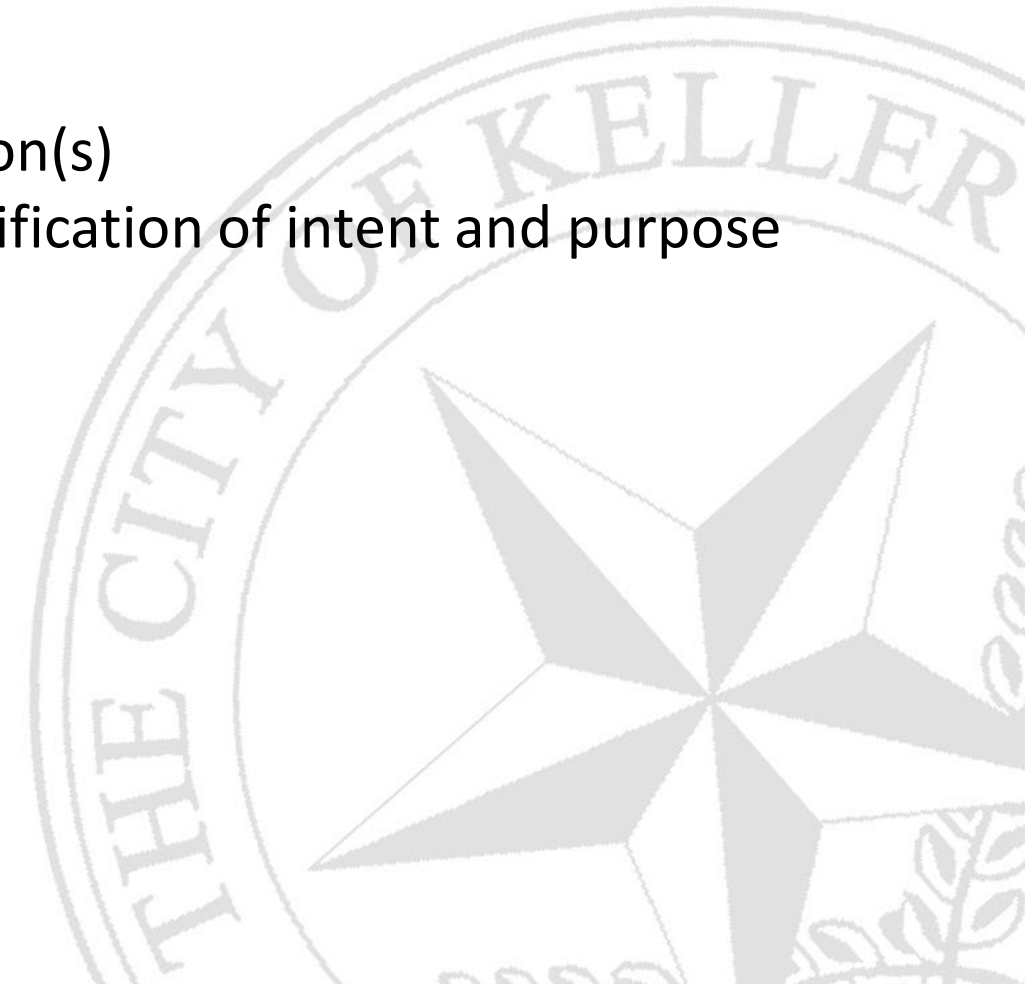 on(s)
ification of intent and purpose
THE CITY OF KELLER